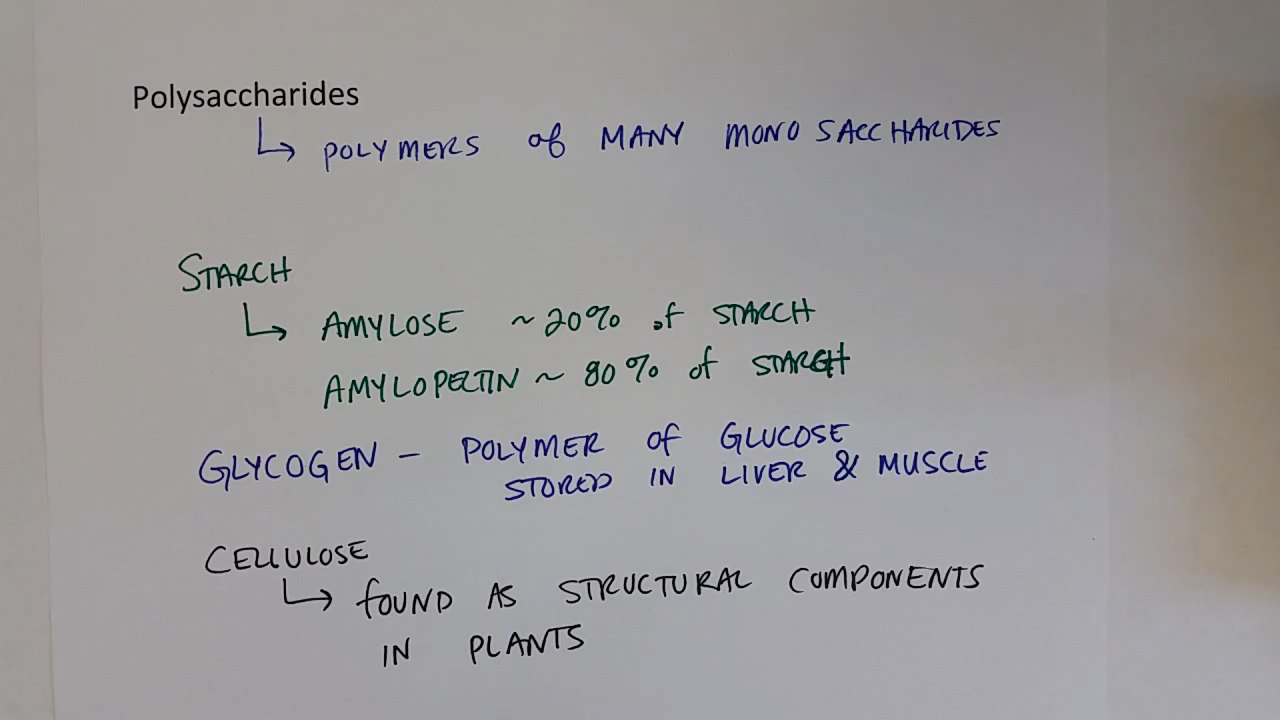 Polysaccharides
↳ POLYMERS of MANY MONOSACCHARIDES
STARCH
↳ AMYLOSE ~ 20% of STARCH
AMYLOPECTIN ~ 80% of STARCH
GLYCOGEN - POLYMER of GLUCOSE
STORED IN LIVER & MUSCLE
CELLULOSE
↳ FOUND AS STRUCTURAL COMPONENTS
IN PLANTS